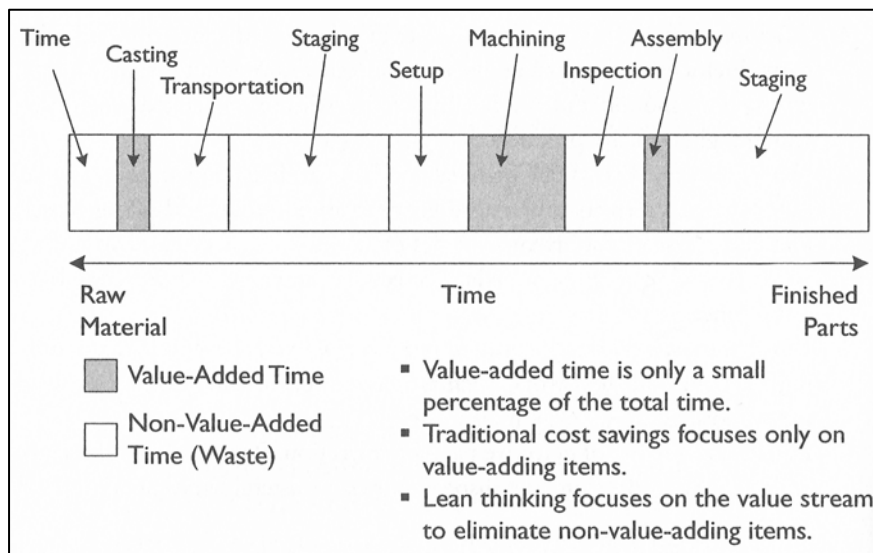 Time
Casting
Transportation
Staging
Setup
Machining
Inspection
Assembly
Staging
Raw Material
Time
Finished Parts
Value-Added Time
Non-Value-Added
Time (Waste)
▪ Value-added time is only a small
percentage of the total time.
▪ Traditional cost savings focuses only on
value-adding items.
▪ Lean thinking focuses on the value stream
to eliminate non-value-adding items.